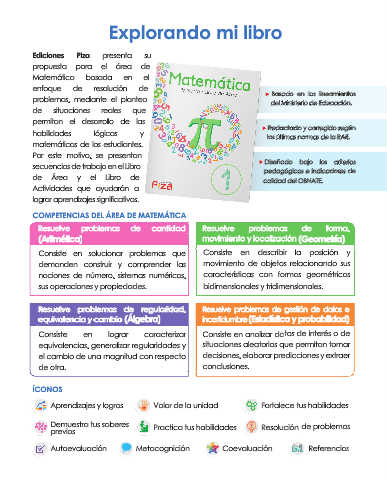 Explorando mi libro
Ediciones Piza presenta su
propuesta para el área de
Matemática basada en el
enfoque de resolución de
problemas, mediante el planteo
de situaciones reales que
permiten el desarrollo de las
habilidades lógicas y
matemáticas de los estudiantes.
Por este motivo, se presentan
secuencias de trabajo en el Libro
de Área y el Libro de
Actividades que ayudarán a
lograr aprendizajes significativos.
Matemática
π
1
Piza
▸ Basado en los lineamientos
del Ministerio de Educación.
▸ Redactado y corregido según
las últimas normas de la RAE.
▸ Diseñado bajo los criterios
pedagógicos e indicadores de
calidad del OBNATE.
COMPETENCIAS DEL ÁREA DE MATEMÁTICA
Resuelve problemas de cantidad
(Aritmética)
Consiste en solucionar problemas que
demanden construir y comprender las
nociones de número, sistemas numéricos,
sus operaciones y propiedades.
Resuelve problemas de forma,
movimiento y localización (Geometría)
Consiste en describir la posición y
movimiento de objetos relacionando sus
características con formas geométricas
bidimensionales y tridimensionales.
Resuelve problemas de regularidad,
equivalencia y cambio (Álgebra)
Consiste en lograr caracterizar
equivalencias, generalizar regularidades y
el cambio de una magnitud con respecto
de otra.
Resuelve problemas de gestión de datos e
incertidumbre (Estadística y probabilidad)
Consiste en analizar datos de interés o de
situaciones aleatorias que permitan tomar
decisiones, elaborar predicciones y extraer
conclusiones.
ÍCONOS
Aprendizajes y logros
Valor de la unidad
Fortalece tus habilidades
Demuestra tus saberes
previos
Practica tus habilidades
Resolución de problemas
Autoevaluación
Metacognición
Coevaluación
Referencias